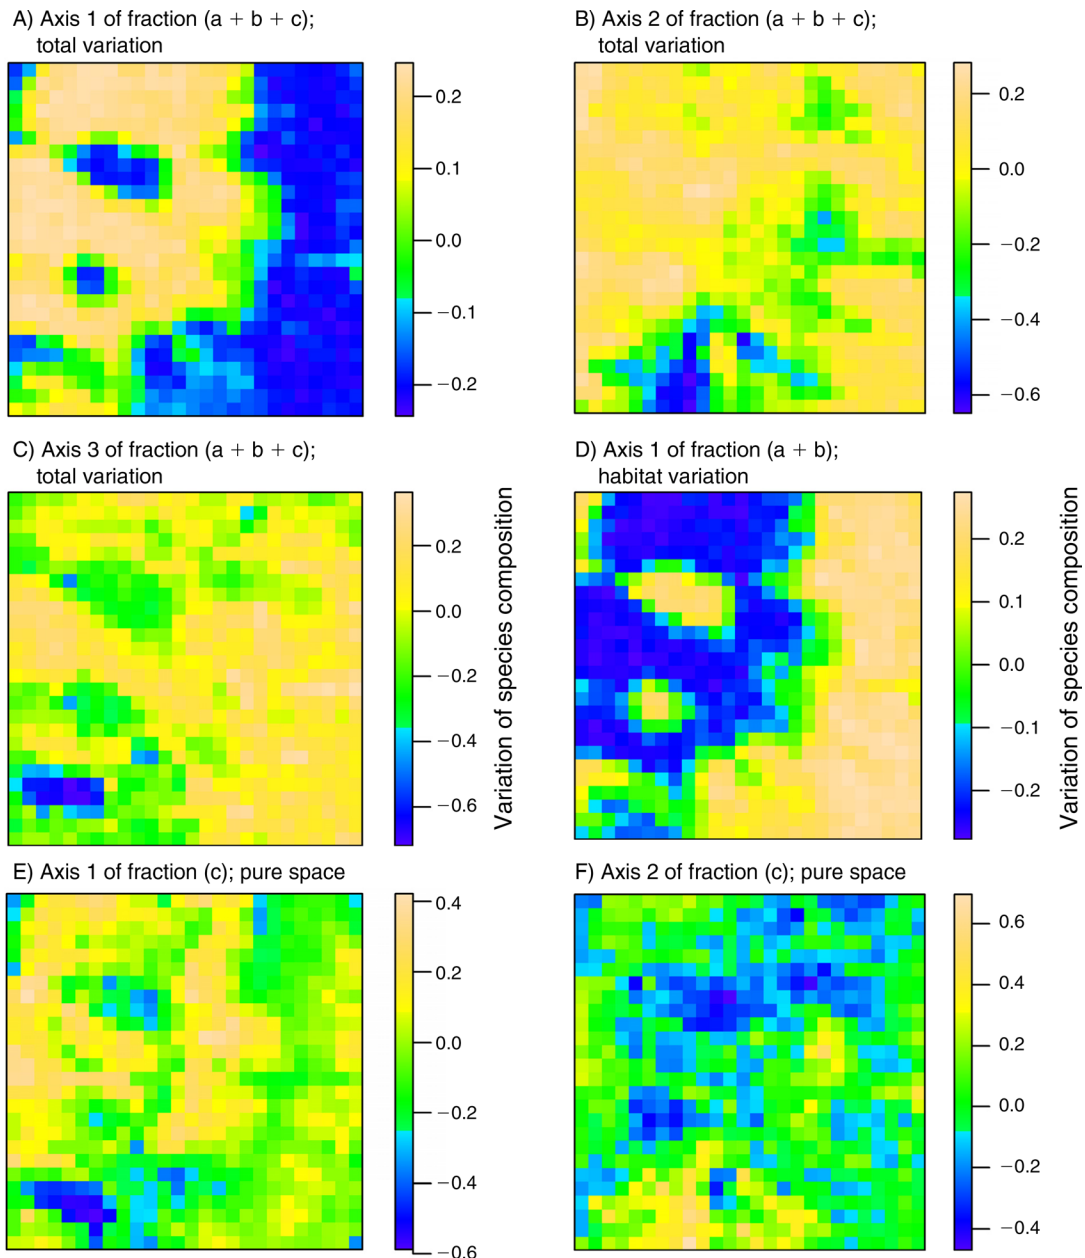 A) Axis 1 of fraction (a + b + c);
total variation
B) Axis 2 of fraction (a + b + c);
total variation
0.2
0.1
0.0
−0.1
−0.2
0.2
0.0
−0.2
−0.4
−0.6
C) Axis 3 of fraction (a + b + c);
total variation
D) Axis 1 of fraction (a + b);
habitat variation
0.2
0.0
−0.2
−0.4
−0.6
Variation of species composition
0.2
0.1
0.0
−0.1
−0.2
Variation of species composition
E) Axis 1 of fraction (c); pure space
F) Axis 2 of fraction (c); pure space
0.4
0.2
0.0
−0.2
−0.4
−0.6
0.6
0.4
0.2
0.0
−0.2
−0.4